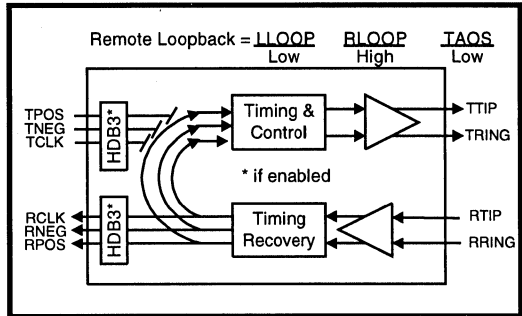 Remote Loopback = LLOOP RLOOP TAOS
Low High Low
TPOS
TNEG
TCLK
HDB3*
Timing &
Control
TTIP
TRING
* if enabled
RCLK
RNEG
RPOS
HDB3*
Timing
Recovery
RTIP
RRING